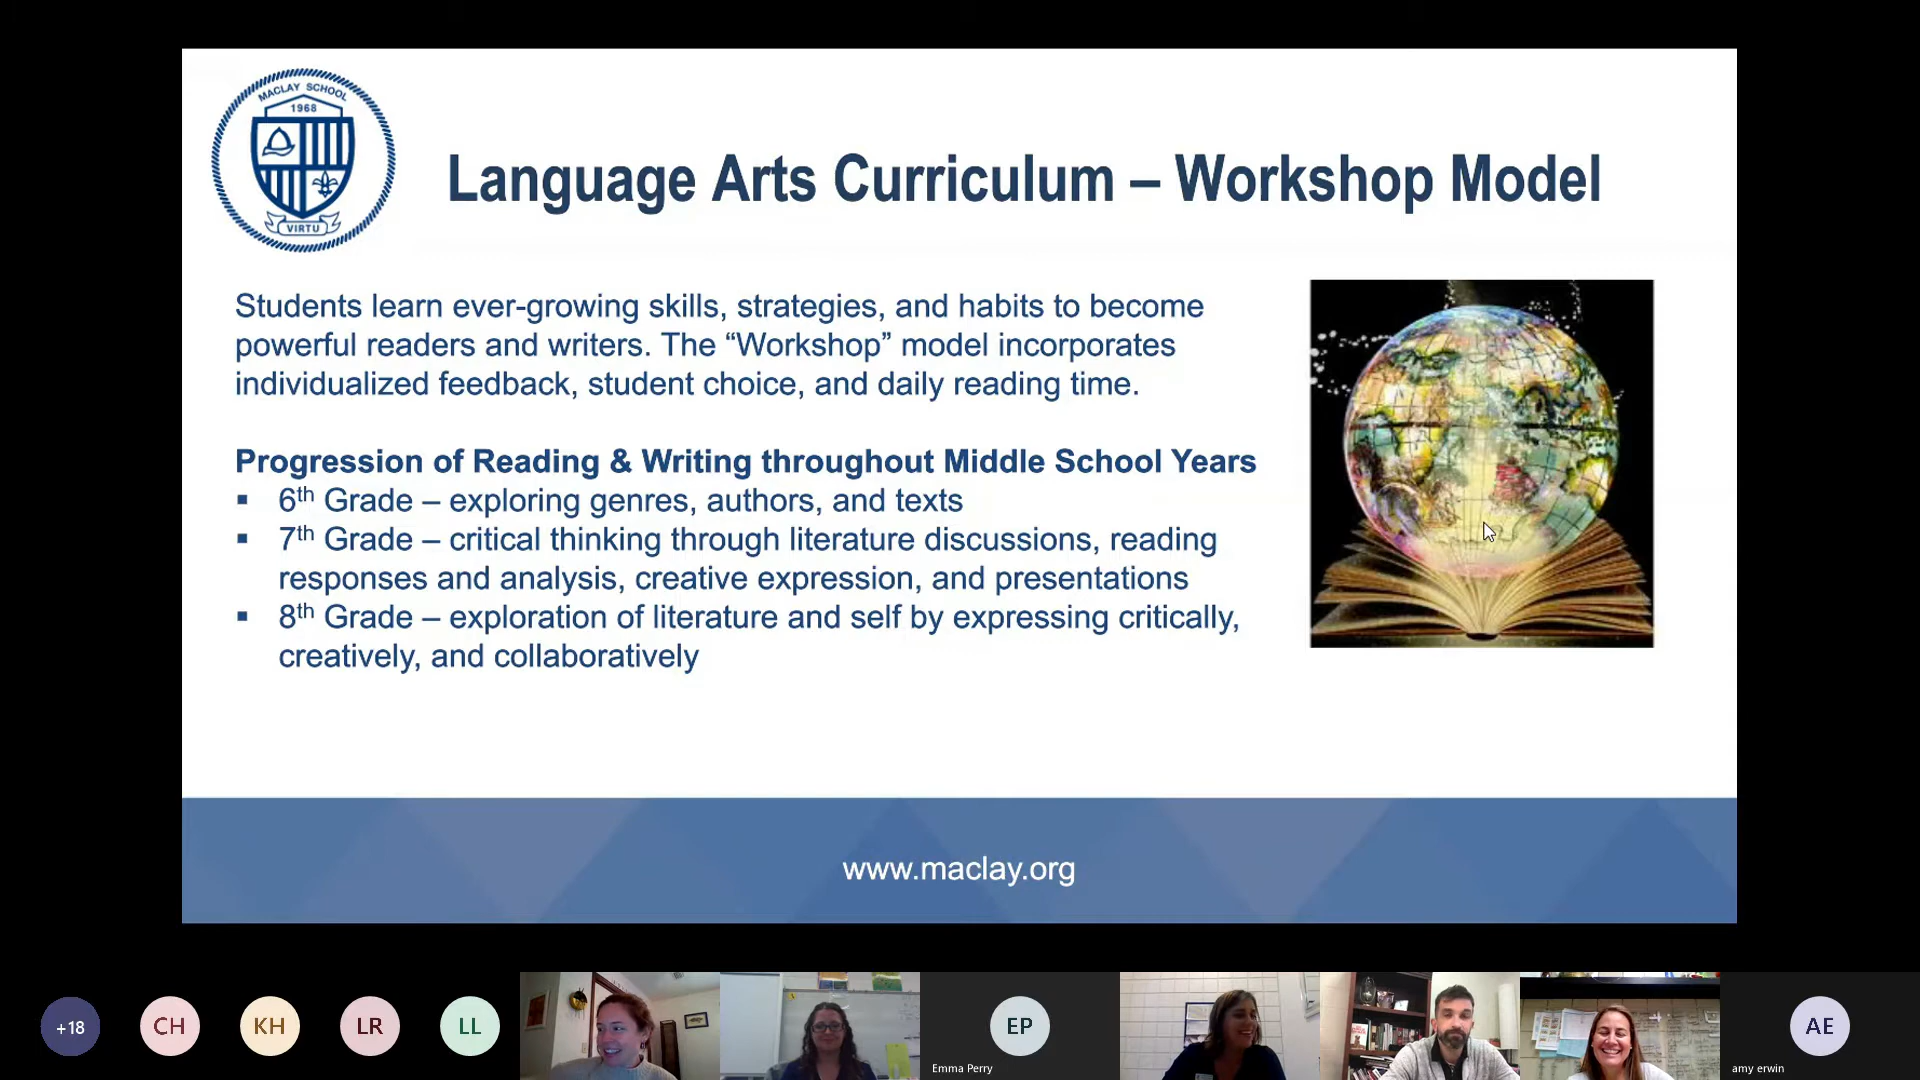 MACLAY SCHOOL
1968
VIRTU
Language Arts Curriculum – Workshop Model
Students learn ever-growing skills, strategies, and habits to become
powerful readers and writers. The “Workshop” model incorporates
individualized feedback, student choice, and daily reading time.
Progression of Reading & Writing throughout Middle School Years
▪ 6th Grade – exploring genres, authors, and texts
▪ 7th Grade – critical thinking through literature discussions, reading
responses and analysis, creative expression, and presentations
▪ 8th Grade – exploration of literature and self by expressing critically,
creatively, and collaboratively
www.maclay.org
+18
CH
KH
LR
LL
EP
Emma Perry
AE
amy erwin